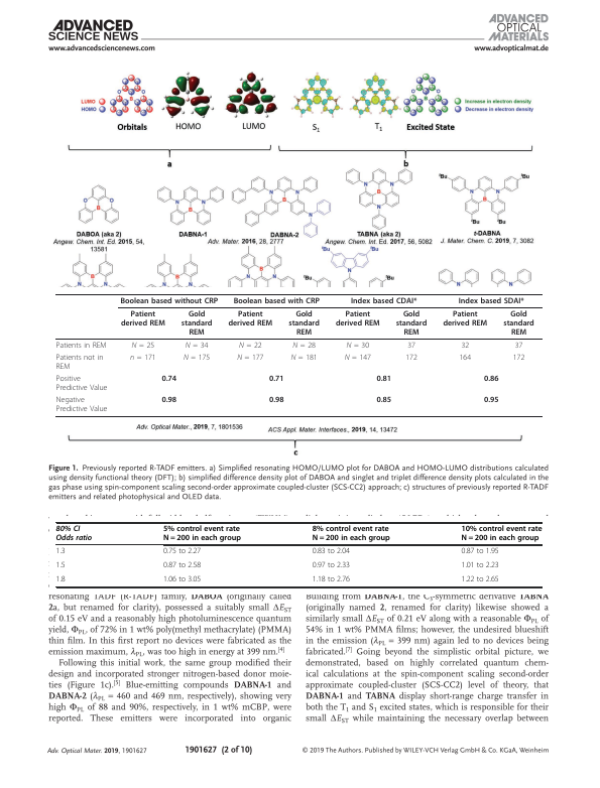 ADVANCED
SCIENCE NEWS
www.advancedsciencenews.com
ADVANCED
OPTICAL
MATERIALS
www.advopticalmat.de
LUMO
HOMO
Orbitals
HOMO
LUMO
S1
T1
Excited State
Increase in electron density
Decrease in electron density
a
b
DABOA (aka 2)
Angew. Chem. Int. Ed. 2015, 54,
13581
DABNA-1
DABNA-2
Adv. Mater. 2016, 28, 2777
TABNA (aka 2)
Angew. Chem. Int. Ed. 2017, 56, 5082
t-DABNA
J. Mater. Chem. C. 2019, 7, 3082
Boolean based without CRP Boolean based with CRP Index based CDAI* Index based SDAI*
Patient derived REM Gold standard REM Patient derived REM Gold standard REM Patient derived REM Gold standard REM Patient derived REM Gold standard REM
Patients in REM N = 25 N = 34 N = 22 N = 28 N = 30 37 32 37
Patients not in REM n = 171 N = 175 N = 177 N = 181 N = 147 172 164 172
Positive Predictive Value 0.74 0.71 0.81 0.86
Negative Predictive Value 0.98 0.98 0.85 0.95
Adv. Optical Mater., 2019, 7, 1801536
ACS Appl. Mater. Interfaces., 2019, 14, 13472
c
Figure 1. Previously reported R-TADF emitters. a) Simplified resonating HOMO/LUMO plot for DABOA and HOMO-LUMO distributions calculated
using density functional theory (DFT); b) simplified difference density plot of DABOA and singlet and triplet difference density plots calculated in the
gas phase using spin-component scaling second-order approximate coupled-cluster (SCS-CC2) approach; c) structures of previously reported R-TADF
emitters and related photophysical and OLED data.
80% CI Odds ratio 5% control event rate N = 200 in each group 8% control event rate N = 200 in each group 10% control event rate N = 200 in each group
1.3 0.75 to 2.27 0.83 to 2.04 0.87 to 1.95
1.5 0.87 to 2.58 0.97 to 2.33 1.01 to 2.23
1.8 1.06 to 3.05 1.18 to 2.76 1.22 to 2.65
resonating TADF (R-TADF) family, DABOA (originally called
2a, but renamed for clarity), possessed a suitably small ΔEST
of 0.15 eV and a reasonably high photoluminescence quantum
yield, ΦPL, of 72% in 1 wt% poly(methyl methacrylate) (PMMA)
thin film. In this first report no devices were fabricated as the
emission maximum, λPL, was too high in energy at 399 nm.[4]
Following this initial work, the same group modified their
design and incorporated stronger nitrogen-based donor moie-
ties (Figure 1c).[5] Blue-emitting compounds DABNA-1 and
DABNA-2 (λPL = 460 and 469 nm, respectively), showing very
high ΦPL of 88 and 90%, respectively, in 1 wt% mCBP, were
reported. These emitters were incorporated into organic
Building from DABNA-1, the C3-symmetric derivative TABNA
(originally named 2, renamed for clarity) likewise showed a
similarly small ΔEST of 0.21 eV along with a reasonable ΦPL of
54% in 1 wt% PMMA films; however, the undesired blueshift
in the emission (λPL = 399 nm) again led to no devices being
fabricated.[7] Going beyond the simplistic orbital picture, we
demonstrated, based on highly correlated quantum chem-
ical calculations at the spin-component scaling second-order
approximate coupled-cluster (SCS-CC2) level of theory, that
DABNA-1 and TABNA display short-range charge transfer in
both the T1 and S1 excited states, which is responsible for their
small ΔEST while maintaining the necessary overlap between
Adv. Optical Mater. 2019, 1901627
1901627 (2 of 10)
© 2019 The Authors. Published by WILEY-VCH Verlag GmbH & Co. KGaA, Weinheim